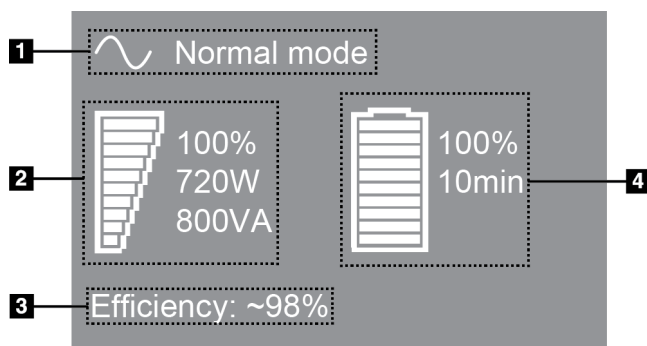 1
Normal mode
2
100%
720W
800VA
100%
10min
4
3
Efficiency: ~98%